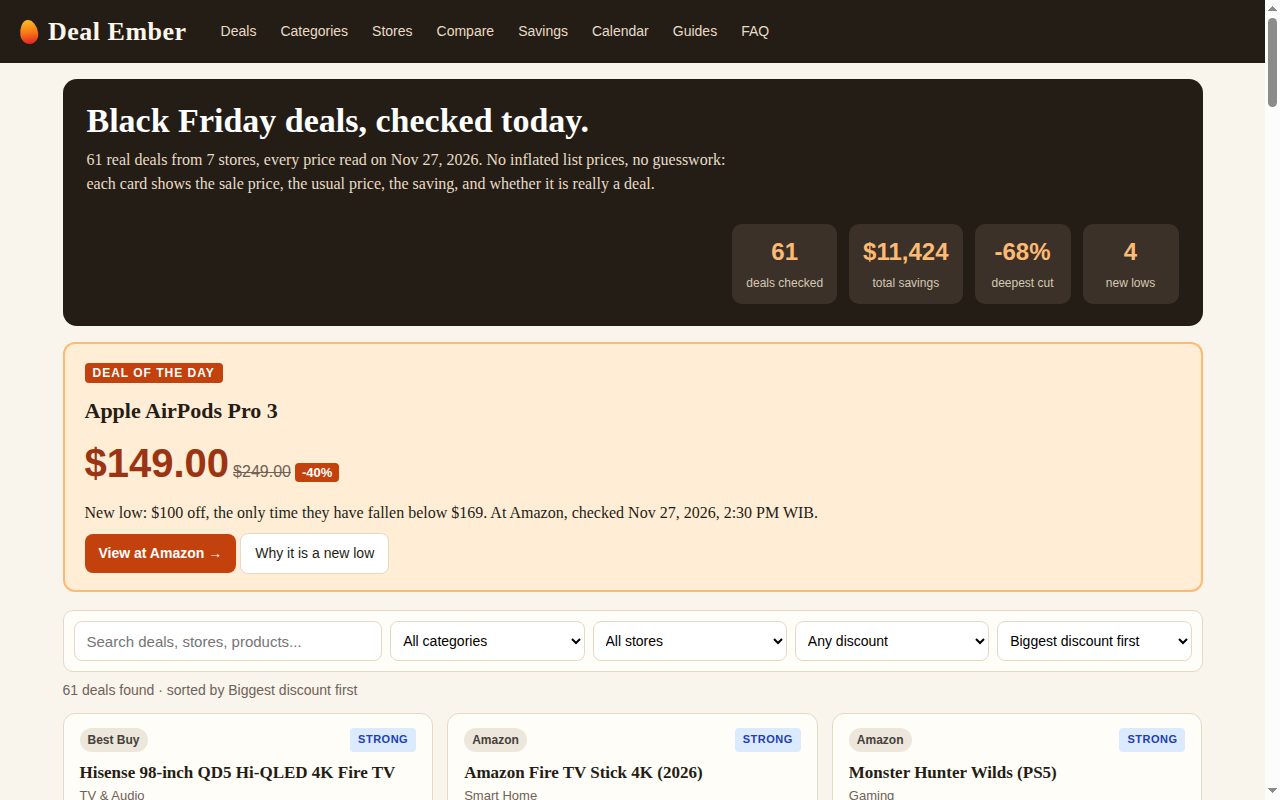 Deal Ember
Deals
Categories
Stores
Compare
Savings
Calendar
Guides
FAQ
Black Friday deals, checked today.
61 real deals from 7 stores, every price read on Nov 27, 2026. No inflated list prices, no guesswork:
each card shows the sale price, the usual price, the saving, and whether it is really a deal.
61
deals checked
$11,424
total savings
-68%
deepest cut
4
new lows
DEAL OF THE DAY
Apple AirPods Pro 3
$149.00 $249.00 -40%
New low: $100 off, the only time they have fallen below $169. At Amazon, checked Nov 27, 2026, 2:30 PM WIB.
View at Amazon →
Why it is a new low
Search deals, stores, products...
All categories
All stores
Any discount
Biggest discount first
61 deals found · sorted by Biggest discount first
Best Buy
STRONG
Hisense 98-inch QD5 Hi-QLED 4K Fire TV
TV & Audio
Amazon
STRONG
Amazon Fire TV Stick 4K (2026)
Smart Home
Amazon
STRONG
Monster Hunter Wilds (PS5)
Gaming